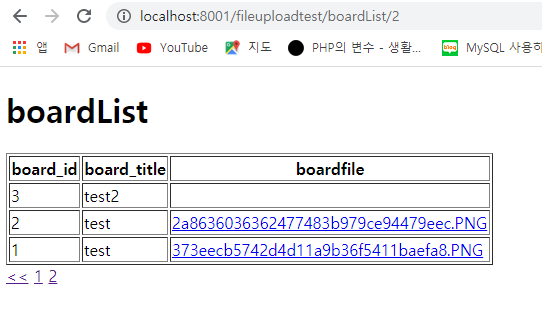 localhost:8001/fileuploadtest/boardList/2
앱 Gmail YouTube 지도 PHP의 변수 - 생활... blog MySQL 사용하
boardList
board_id board_title boardfile
3 test2
2 test 2a8636036362477483b979ce94479eec.PNG
1 test 373eecb5742d4d11a9b36f5411baefa8.PNG
<< 1 2